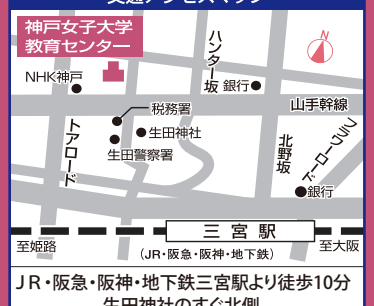 交通アクセスマップ
神戸女子大学
教育センター
ハンター坂
N
NHK神戸
銀行
山手幹線
税務署
生田神社
生田警察署
トアロード
北野坂
フラワーロード
銀行
三宮駅
至姫路
(JR・阪急・阪神・地下鉄)
至大阪
JR・阪急・阪神・地下鉄三宮駅より徒歩10分
生田神社のすぐ北側